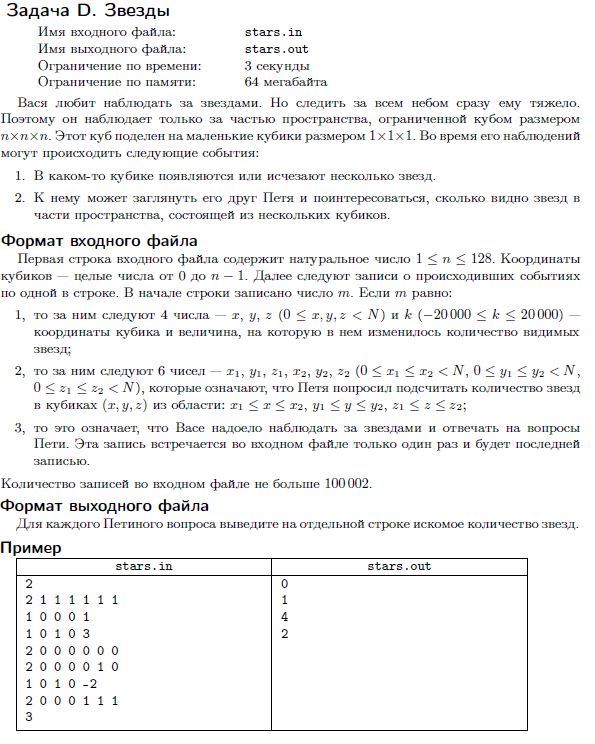 Задача D. Звезды
Имя входного файла: stars.in
Имя выходного файла: stars.out
Ограничение по времени: 3 секунды
Ограничение по памяти: 64 мегабайта
Вася любит наблюдать за звездами. Но следить за всем небом сразу ему тяжело.
Поэтому он наблюдает только за частью пространства, ограниченной кубом размером
n×n×n. Этот куб поделен на маленькие кубики размером 1×1×1. Во время его наблюдений
могут происходить следующие события:
1. В каком-то кубике появляются или исчезают несколько звезд.
2. К нему может заглянуть его друг Петя и поинтересоваться, сколько видно звезд в
части пространства, состоящей из нескольких кубиков.
Формат входного файла
Первая строка входного файла содержит натуральное число 1 ≤ n ≤ 128. Координаты
кубиков — целые числа от 0 до n − 1. Далее следуют записи о происходивших событиях
по одной в строке. В начале строки записано число m. Если m равно:
1, то за ним следуют 4 числа — x, y, z (0 ≤ x, y, z < N) и k (−20 000 ≤ k ≤ 20 000) —
координаты кубика и величина, на которую в нем изменилось количество видимых
звезд;
2, то за ним следуют 6 чисел — x₁, y₁, z₁, x₂, y₂, z₂ (0 ≤ x₁ ≤ x₂ < N, 0 ≤ y₁ ≤ y₂ < N,
0 ≤ z₁ ≤ z₂ < N), которые означают, что Петя попросил подсчитать количество звезд
в кубиках (x, y, z) из области: x₁ ≤ x ≤ x₂, y₁ ≤ y ≤ y₂, z₁ ≤ z ≤ z₂;
3, то это означает, что Васе надоело наблюдать за звездами и отвечать на вопросы
Пети. Эта запись встречается во входном файле только один раз и будет последней
записью.
Количество записей во входном файле не больше 100 002.
Формат выходного файла
Для каждого Петиного вопроса выведите на отдельной строке искомое количество звезд.
Пример
stars.in stars.out
2 0
2 1 1 1 1 1 1 1
1 0 0 0 1 4
1 0 1 0 3 2
2 0 0 0 0 0 0
2 0 0 0 0 1 0
1 0 1 0 -2
2 0 0 0 1 1 1
3